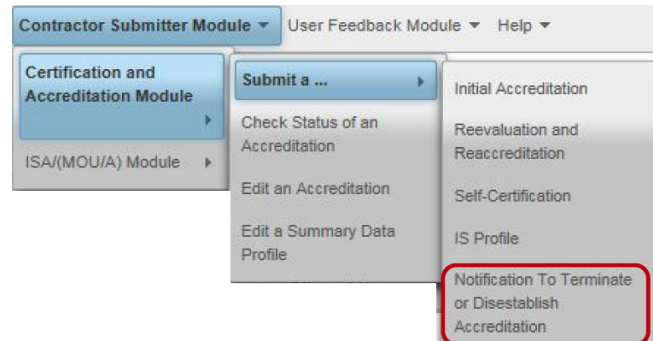 Contractor Submitter Module User Feedback Module Help
Certification and
Accreditation Module
ISA/(MOU/A) Module
Submit a ...
Check Status of an
Accreditation
Edit an Accreditation
Edit a Summary Data
Profile
Initial Accreditation
Reevaluation and
Reaccreditation
Self-Certification
IS Profile
Notification To Terminate
or Disestablish
Accreditation